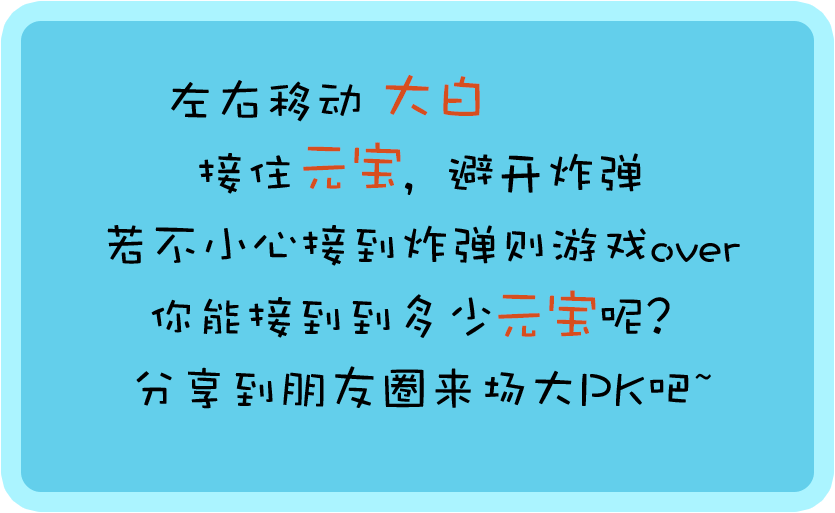 左右移动 大白
接住元宝，避开炸弹
若不小心接到炸弹则游戏over
你能接到到多少元宝呢？
分享到朋友圈来场大PK吧~